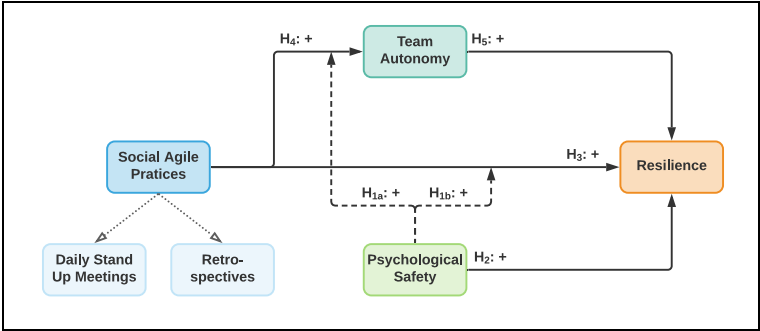 H4: +
Team
Autonomy
H5: +
Social Agile
Pratices
H3: +
Resilience
H1a: +
H1b: +
Daily Stand
Up Meetings
Retro-
spectives
Psychological
Safety
H2: +